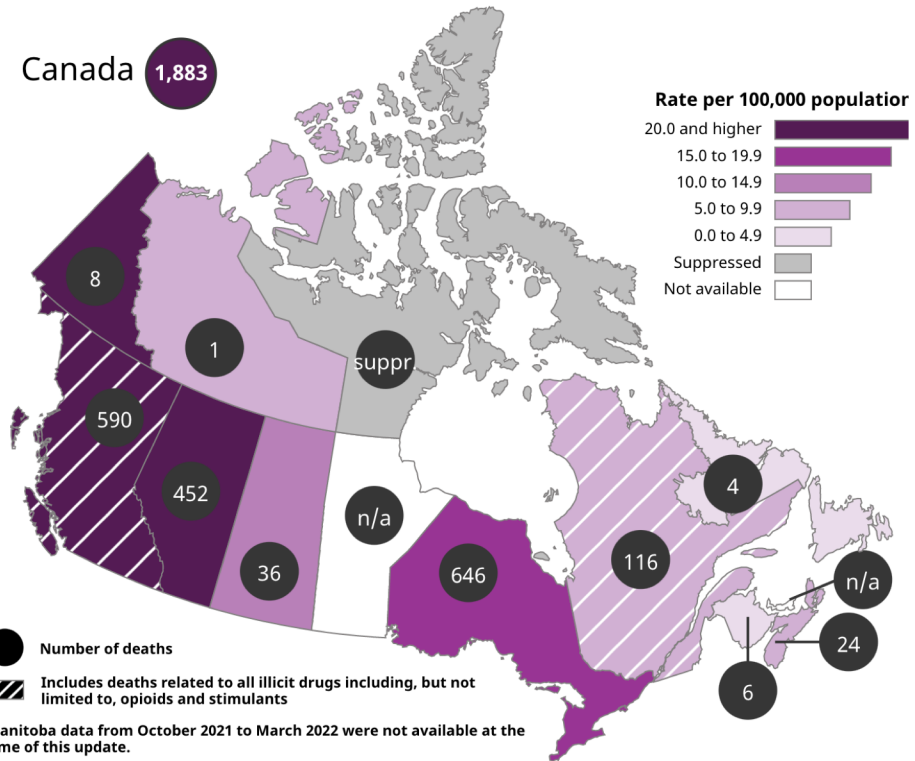 Canada 1,883
Rate per 100,000 population
20.0 and higher
15.0 to 19.9
10.0 to 14.9
5.0 to 9.9
0.0 to 4.9
Suppressed
Not available
8
1
suppr.
590
452
36
n/a
646
116
4
n/a
24
6
Number of deaths
Includes deaths related to all illicit drugs including, but not
limited to, opioids and stimulants
anitoba data from October 2021 to March 2022 were not available at the
me of this update.